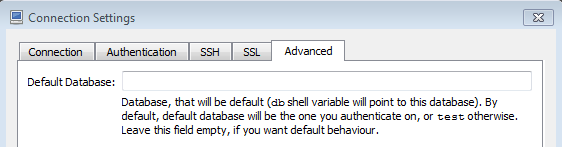 Connection Settings
Connection Authentication SSH SSL Advanced
Default Database:
Database, that will be default (db shell variable will point to this database). By
default, default database will be the one you authenticate on, or test otherwise.
Leave this field empty, if you want default behaviour.